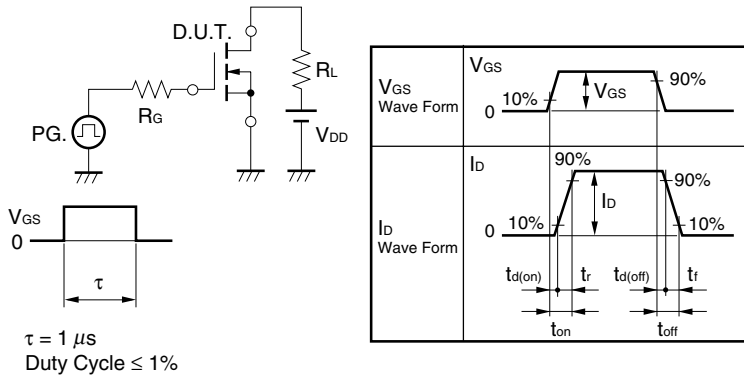 D.U.T.
RL
RG
PG.
VDD
VGS
0
τ
τ = 1 μs
Duty Cycle ≤ 1%
VGS
Wave Form
VGS
10%
0
VGS
90%
ID
Wave Form
ID
90%
90%
ID
10%
10%
0
td(on)
tr
td(off)
tf
ton
toff